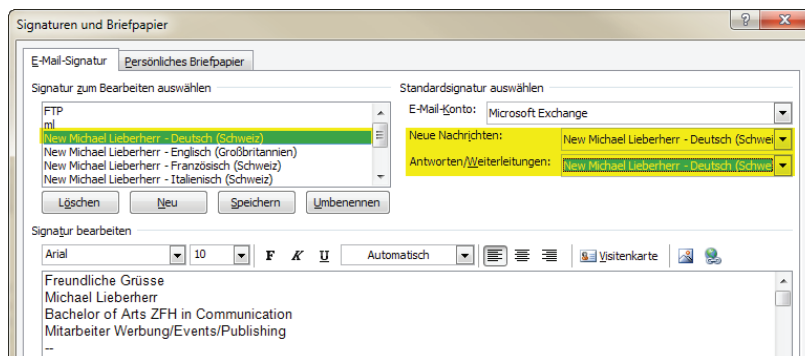 Signaturen und Briefpapier
E-Mail-Signatur Persönliches Briefpapier
Signatur zum Bearbeiten auswählen
Standardsignatur auswählen
FTP
ml
New Michael Lieberherr - Deutsch (Schweiz)
New Michael Lieberherr - Englisch (Großbritannien)
New Michael Lieberherr - Französisch (Schweiz)
New Michael Lieberherr - Italienisch (Schweiz)
E-Mail-Konto: Microsoft Exchange
Neue Nachrichten: New Michael Lieberherr - Deutsch (Schwei
Antworten/Weiterleitungen: New Michael Lieberherr - Deutsch (Schwe
Löschen Neu Speichern Umbenennen
Signatur bearbeiten
Arial 10 F K U Automatisch Visitenkarte
Freundliche Grüsse
Michael Lieberherr
Bachelor of Arts ZFH in Communication
Mitarbeiter Werbung/Events/Publishing
--